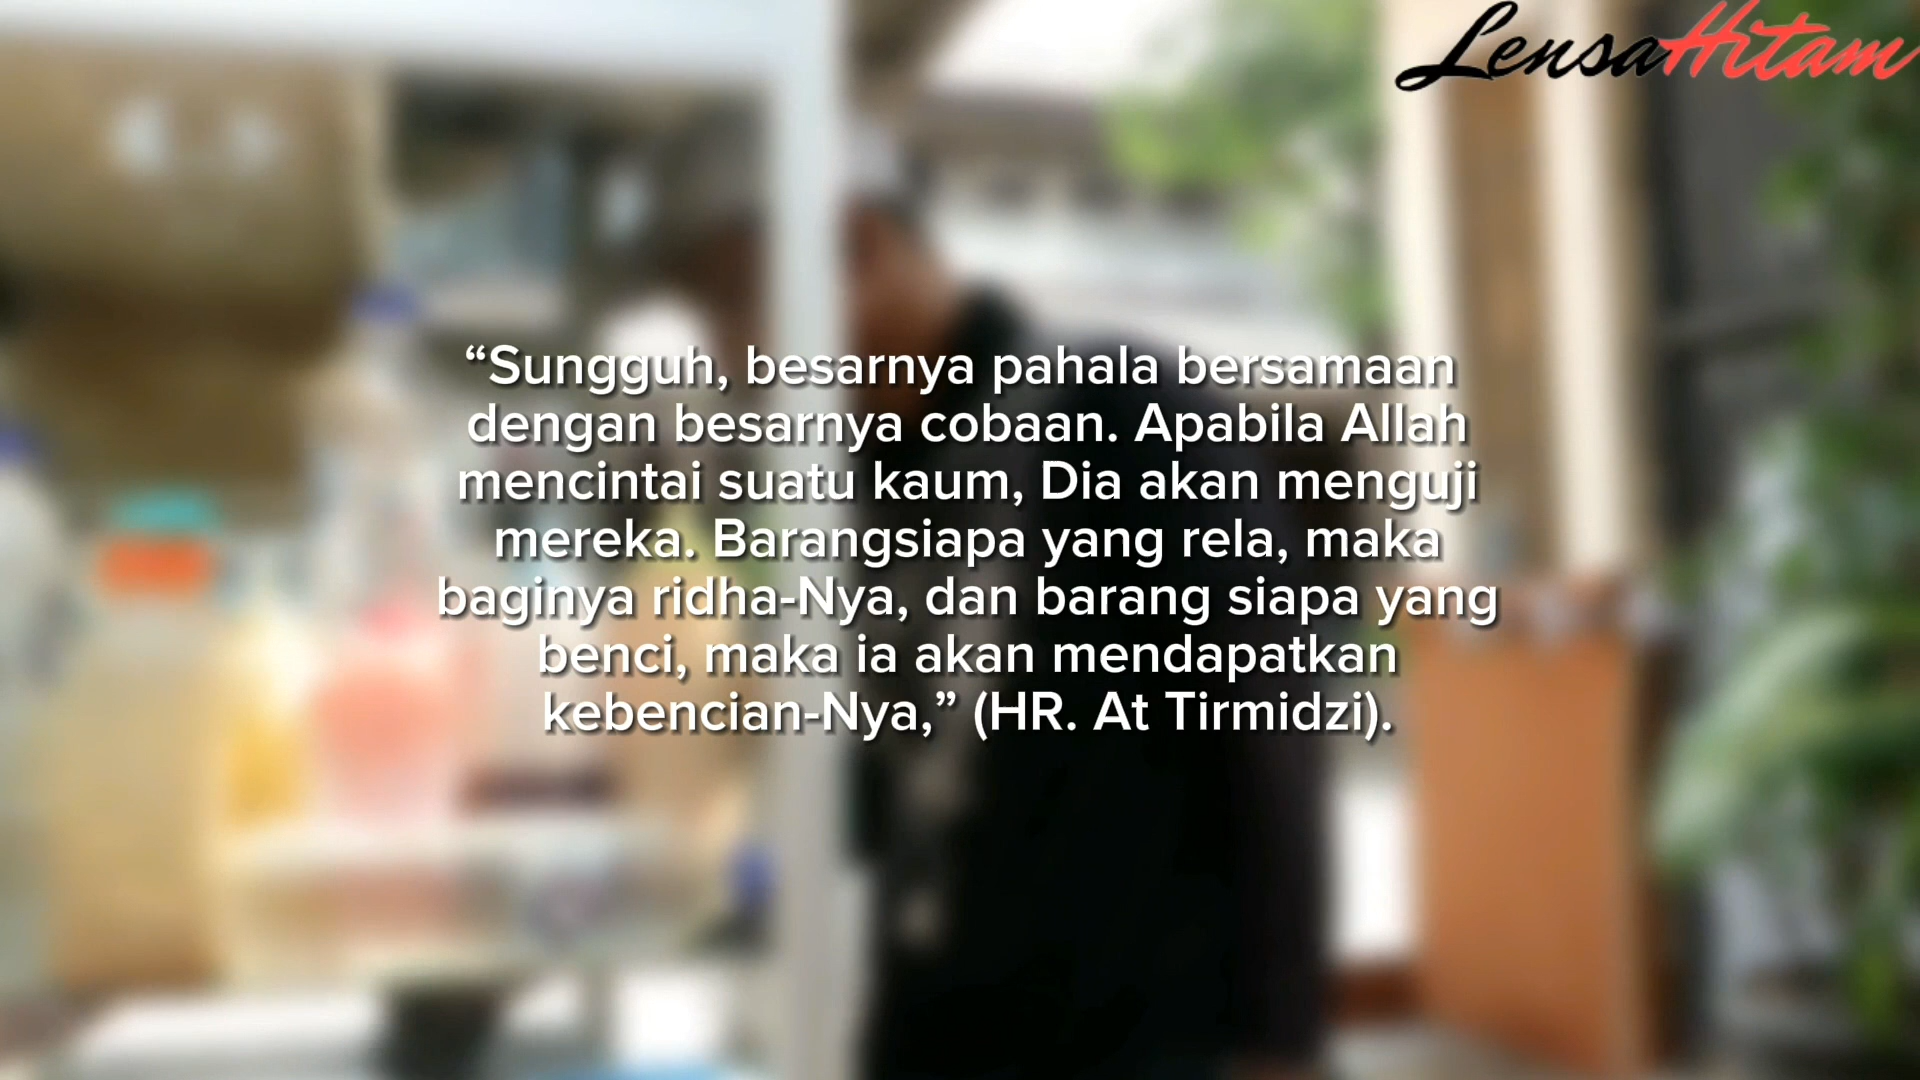 LensaHitam
“Sungguh, besarnya pahala bersamaan
dengan besarnya cobaan. Apabila Allah
mencintai suatu kaum, Dia akan menguji
mereka. Barangsiapa yang rela, maka
baginya ridha-Nya, dan barang siapa yang
benci, maka ia akan mendapatkan
kebencian-Nya,” (HR. At Tirmidzi).